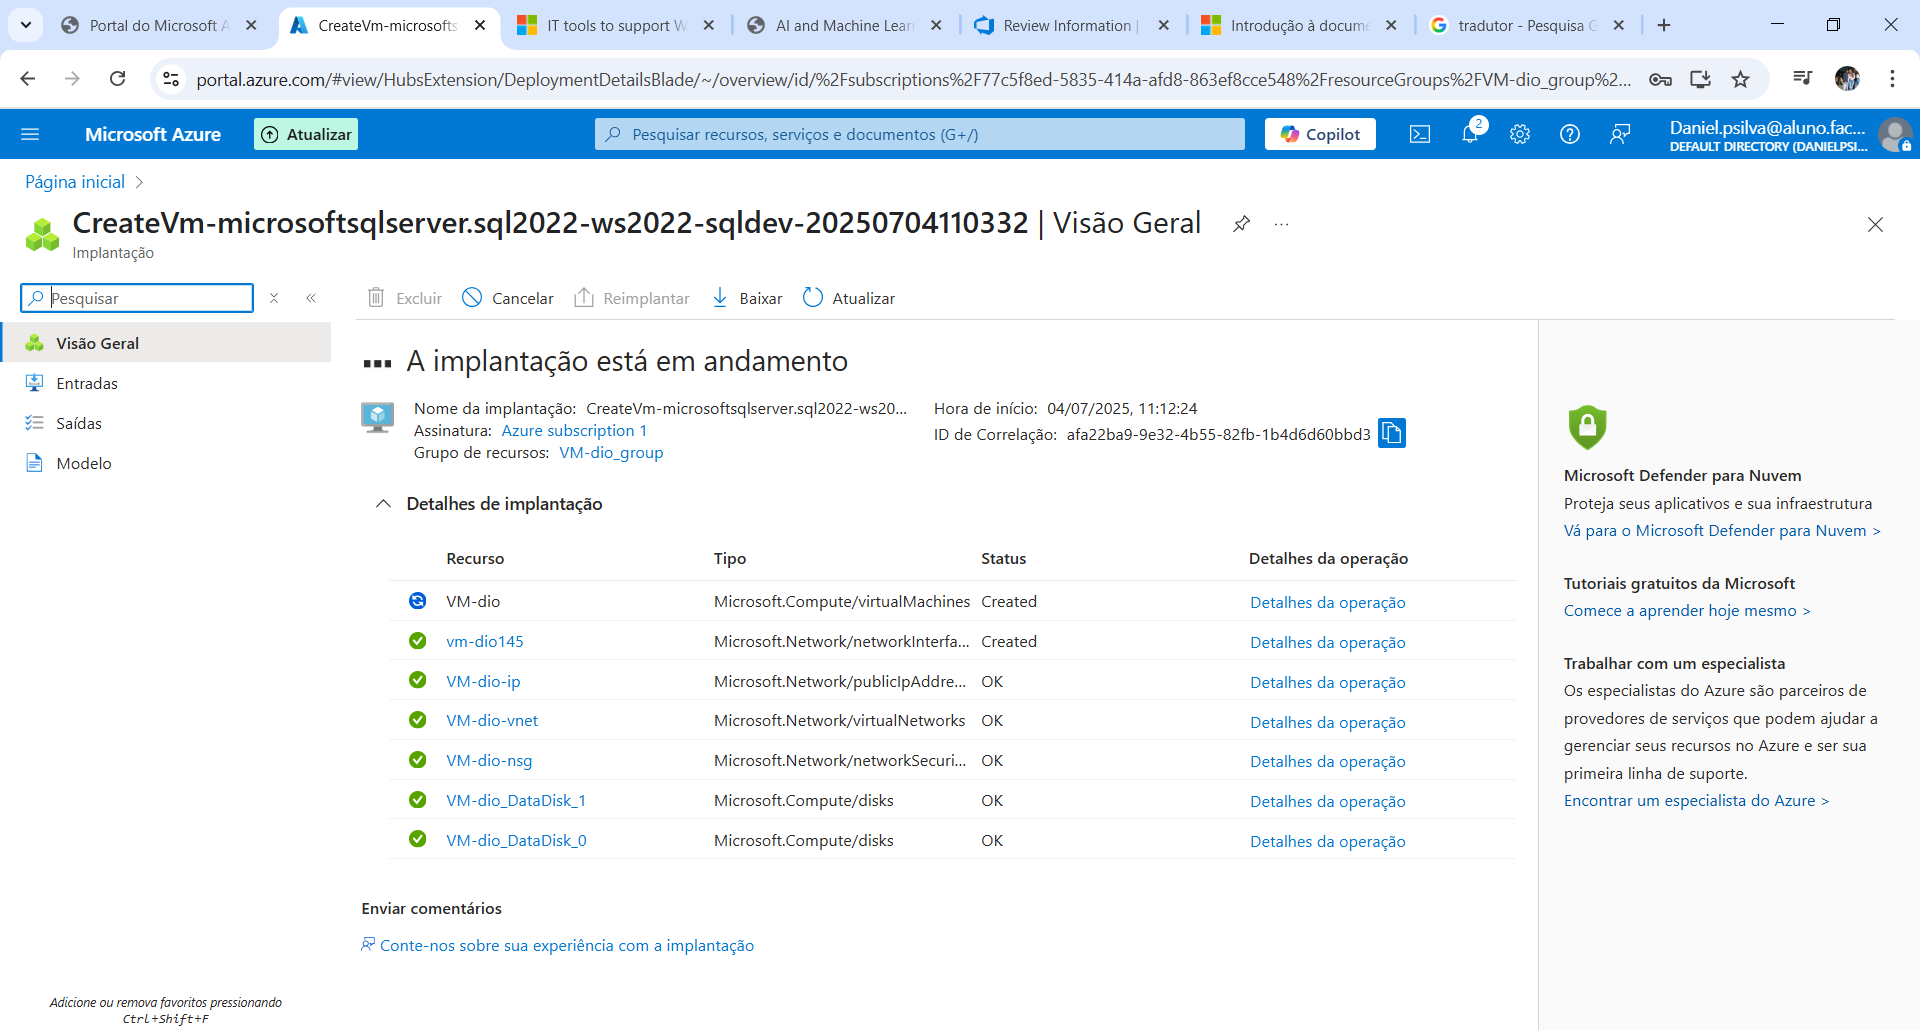 Portal do Microsoft A
CreateVm-microsofts
IT tools to support W
AI and Machine Lear
Review Information |
Introdução à docume
tradutor - Pesquisa G
portal.azure.com/#view/HubsExtension/DeploymentDetailsBlade/~/overview/id/%2Fsubscriptions%2F77c5f8ed-5835-414a-afd8-863ef8cce548%2FresourceGroups%2FVM-dio_group%2...
Microsoft Azure
Atualizar
Pesquisar recursos, serviços e documentos (G+/)
Copilot
2
Daniel.psilva@aluno.fac...
DEFAULT DIRECTORY (DANIELPSI...
Página inicial
CreateVm-microsoftsqlserver.sql2022-ws2022-sqldev-20250704110332 | Visão Geral
Implantação
Pesquisar
Excluir
Cancelar
Reimplantar
Baixar
Atualizar
Visão Geral
Entradas
Saídas
Modelo
A implantação está em andamento
Nome da implantação: CreateVm-microsoftsqlserver.sql2022-ws20...
Assinatura: Azure subscription 1
Grupo de recursos: VM-dio_group
Hora de início: 04/07/2025, 11:12:24
ID de Correlação: afa22ba9-9e32-4b55-82fb-1b4d6d60bbd3
Detalhes de implantação
Recurso Tipo Status Detalhes da operação
VM-dio Microsoft.Compute/virtualMachines Created Detalhes da operação
vm-dio145 Microsoft.Network/networkInterfa... Created Detalhes da operação
VM-dio-ip Microsoft.Network/publicIpAddre... OK Detalhes da operação
VM-dio-vnet Microsoft.Network/virtualNetworks OK Detalhes da operação
VM-dio-nsg Microsoft.Network/networkSecuri... OK Detalhes da operação
VM-dio_DataDisk_1 Microsoft.Compute/disks OK Detalhes da operação
VM-dio_DataDisk_0 Microsoft.Compute/disks OK Detalhes da operação
Enviar comentários
Conte-nos sobre sua experiência com a implantação
Microsoft Defender para Nuvem
Proteja seus aplicativos e sua infraestrutura
Vá para o Microsoft Defender para Nuvem >
Tutoriais gratuitos da Microsoft
Comece a aprender hoje mesmo >
Trabalhar com um especialista
Os especialistas do Azure são parceiros de
provedores de serviços que podem ajudar a
gerenciar seus recursos no Azure e ser sua
primeira linha de suporte.
Encontrar um especialista do Azure >
Adicione ou remova favoritos pressionando
Ctrl+Shift+F